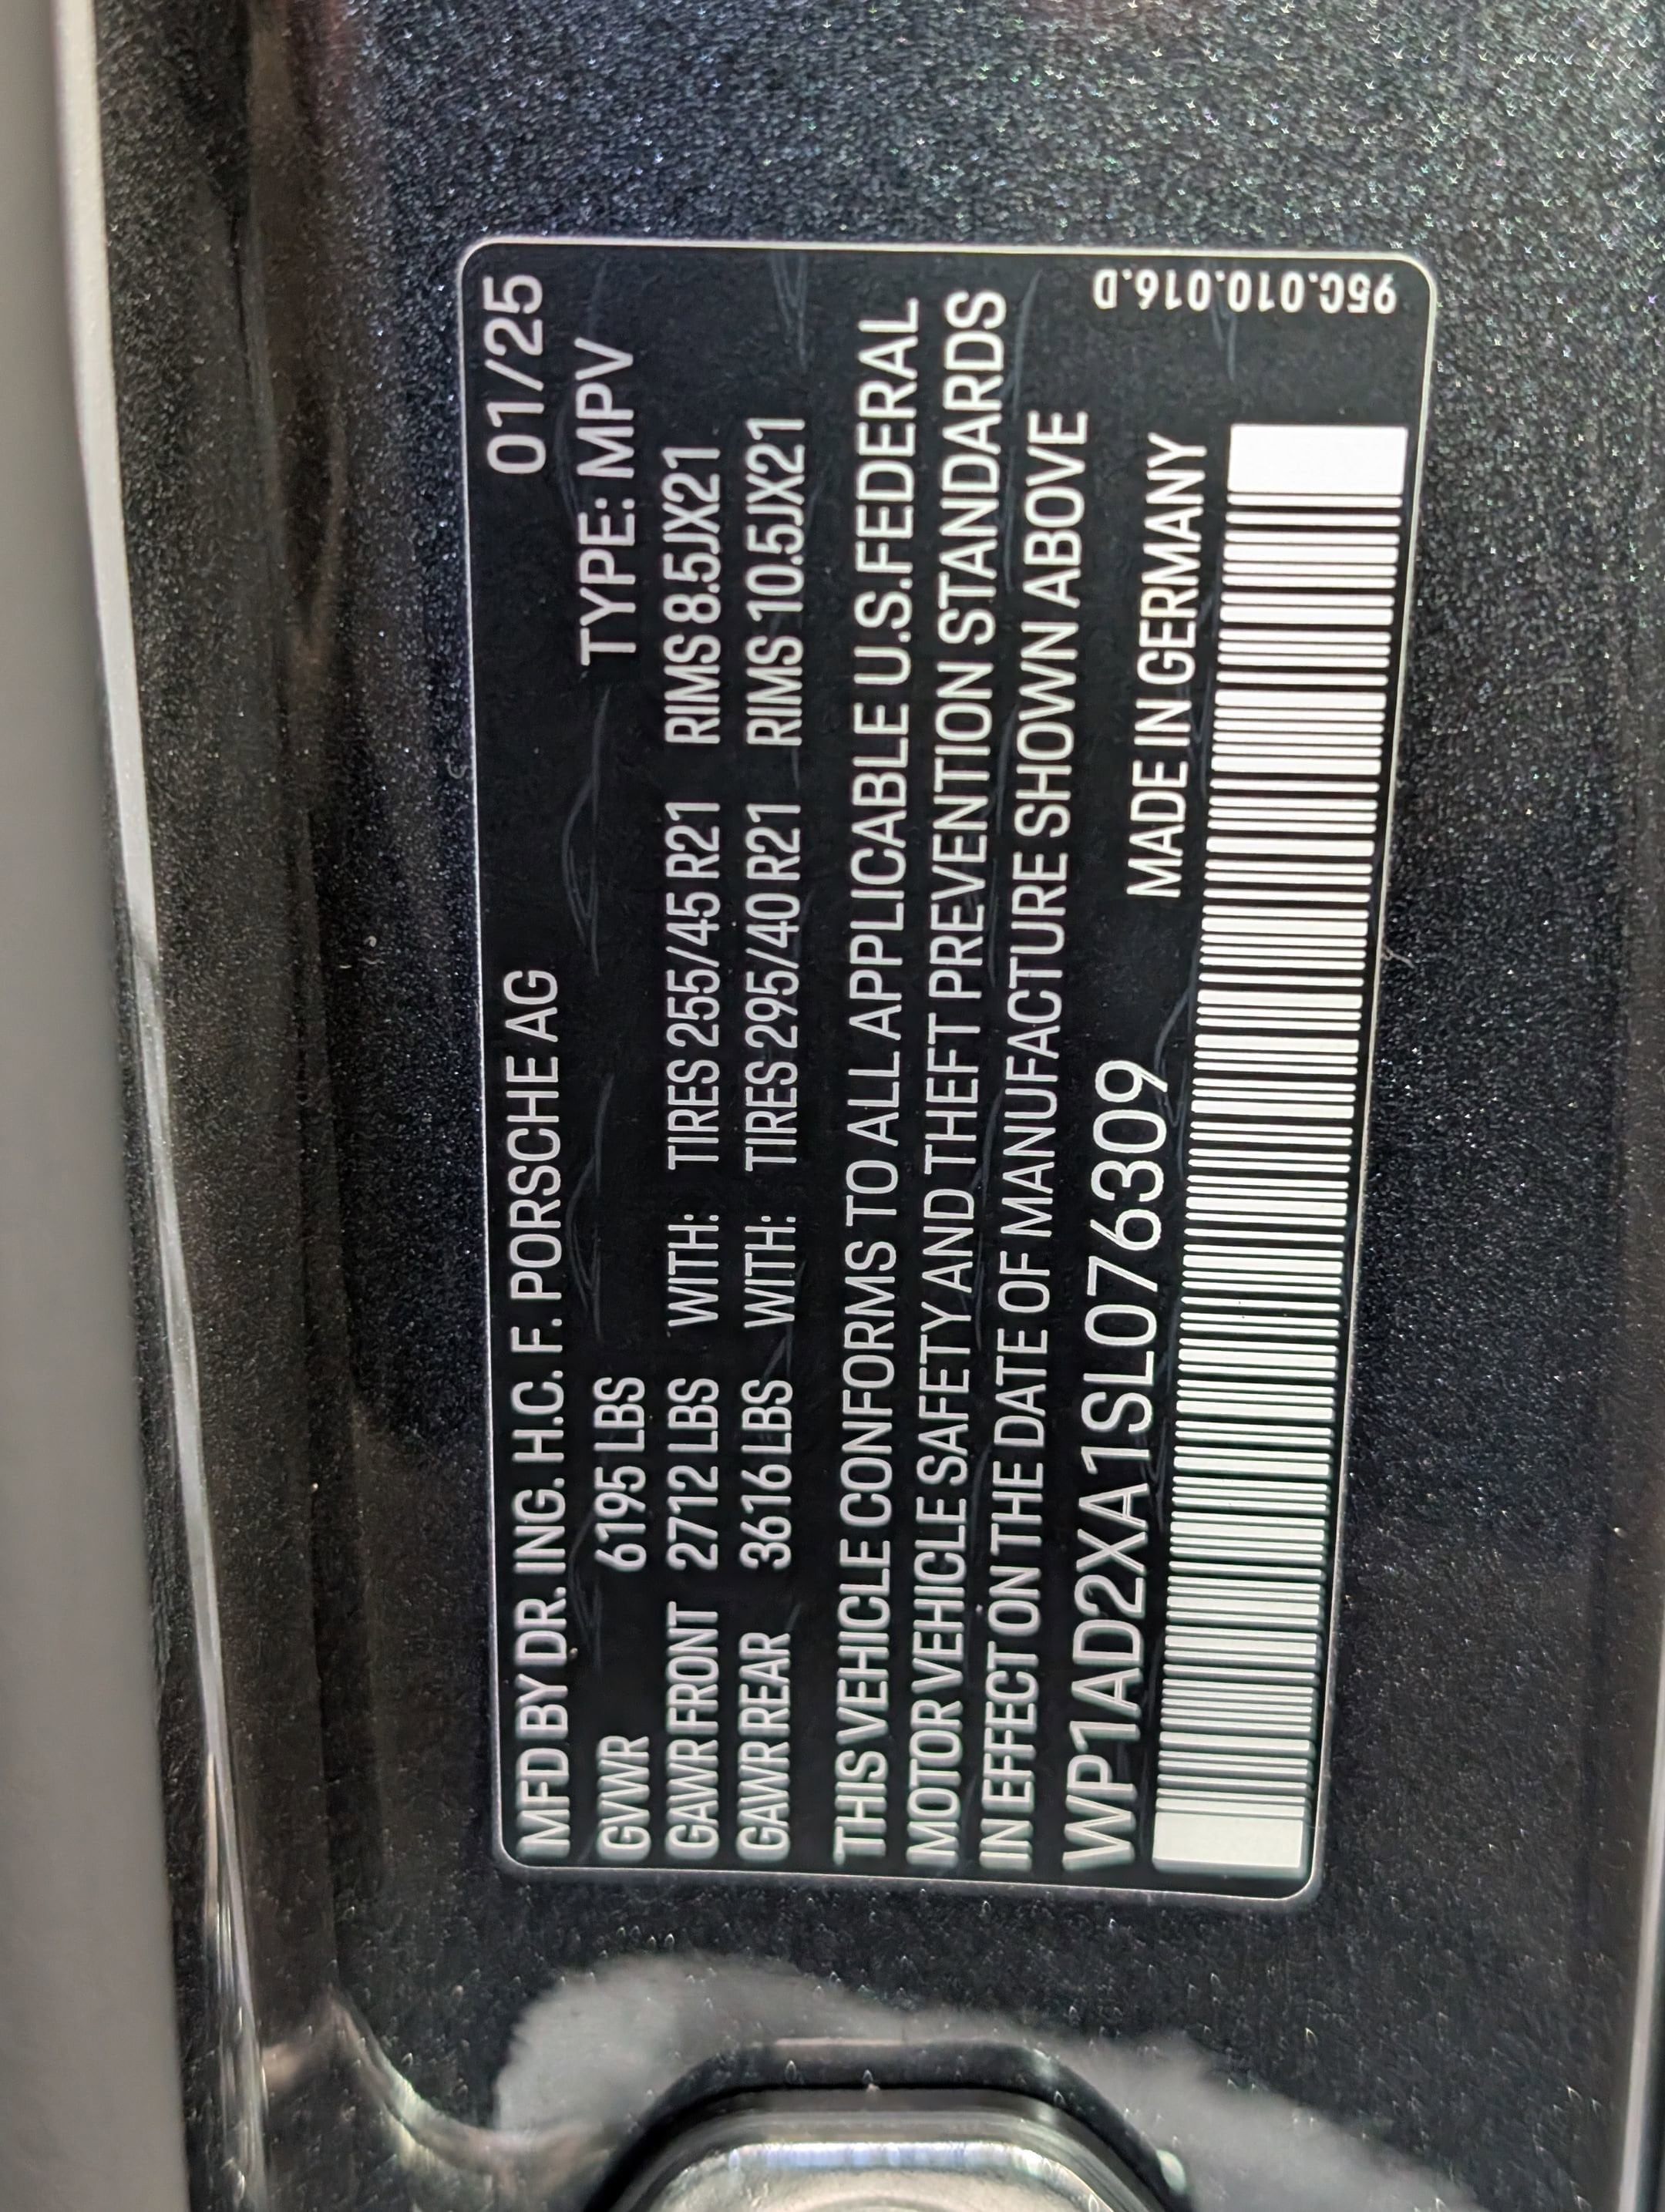 MFD BY DR. ING. H.C. F. PORSCHE AG 01/25
GVWR 6195 LBS TYPE: MPV
GAWR FRONT 2712 LBS WITH: TIRES 255/45 R21 RIMS 8.5JX21
GAWR REAR 3616 LBS WITH: TIRES 295/40 R21 RIMS 10.5JX21
THIS VEHICLE CONFORMS TO ALL APPLICABLE U.S.FEDERAL
MOTOR VEHICLE SAFETY AND THEFT PREVENTION STANDARDS
IN EFFECT ON THE DATE OF MANUFACTURE SHOWN ABOVE
WP1AD2XA1SL076309 MADE IN GERMANY
95C.010.016.D